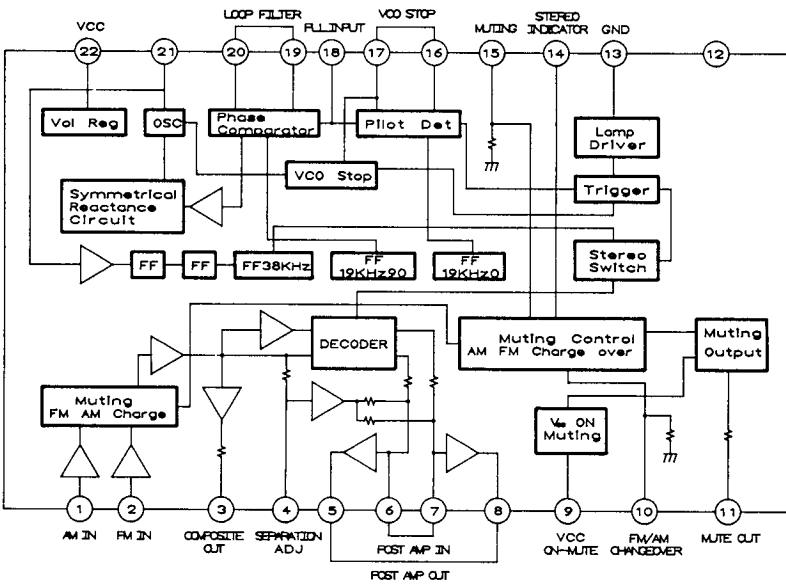 LOOP FILTER
VCO STOP
STEREO
INDICATOR
VCC
PLL INPUT
MUTING
GND
22
21
20
19
18
17
16
15
14
13
12
Vol Reg
OSC
Phase
Comparator
Pilot Det
Lamp
Driver
VCO Stop
Trigger
Symmetrical
Reactance
Circuit
FF
FF
FF38KHz
FF
19KHz90
FF
19KHz0
Stereo
Switch
DECODER
Muting Control
AM FM Charge over
Muting
Output
Muting
FM AM Charge
ON
Muting
1
2
3
4
5
6
7
8
9
10
11
AM IN
FM IN
COMPOSITE
OUT
SEPARATION
ADJ
POST AMP IN
VCC
ON-MUTE
FM/AM
CHANGEOVER
MUTE OUT
POST AMP OUT